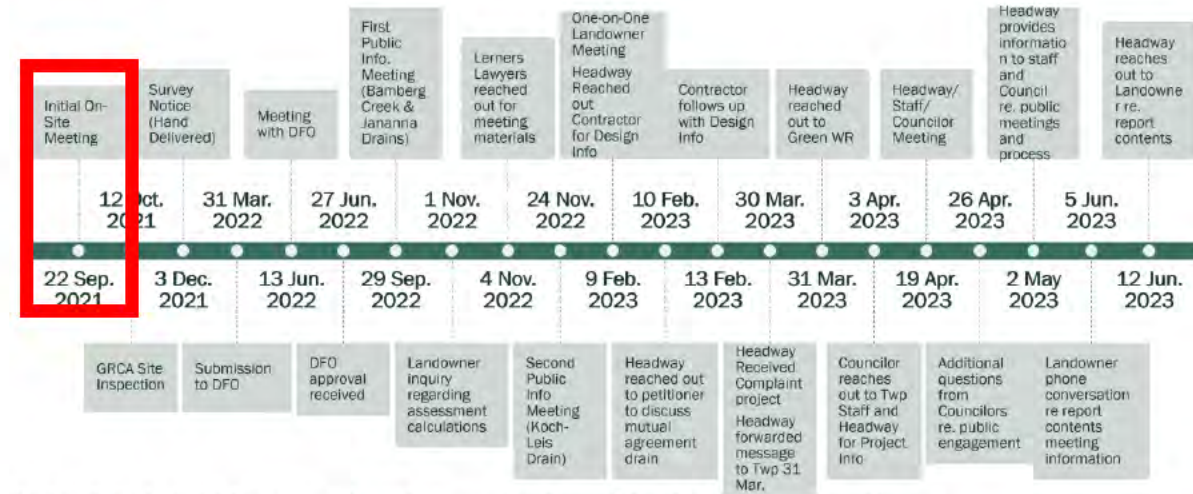 Initial On-
Site
Meeting
Survey
Notice
(Hand
Delivered)
Meeting
with DFO
First
Public
Info.
Meeting
(Bamberg
Creek &
Jananna
Drains)
Lerners
Lawyers
reached
out for
meeting
materials
One-on-One
Landowner
Meeting
Headway
Reached
out
Contractor
for Design
Info
Contractor
follows up
with Design
Info
Headway
reached
out to
Green WR
Headway/
Staff/
Councilor
Meeting
Headway
provides
informatio
n to staff
and
Council
re. public
meetings
and
process
Headway
reaches
out to
Landowne
r re.
report
contents
12 Oct.
2021
31 Mar.
2022
27 Jun.
2022
1 Nov.
2022
24 Nov.
2022
10 Feb.
2023
30 Mar.
2023
3 Apr.
2023
26 Apr.
2023
5 Jun.
2023
22 Sep.
2021
3 Dec.
2021
13 Jun.
2022
29 Sep.
2022
4 Nov.
2022
9 Feb.
2023
13 Feb.
2023
31 Mar.
2023
19 Apr.
2023
2 May
2023
12 Jun.
2023
GRCA Site
Inspection
Submission
to DFO
DFO
approval
received
Landowner
inquiry
regarding
assessment
calculations
Second
Public
Info
Meeting
(Koch-
Leis
Drain)
Headway
reached out
to petitioner
to discuss
mutual
agreement
drain
Headway
Received
Complaint
project
Headway
forwarded
message
to Twp 31
Mar.
Councilor
reaches
out to Twp
Staff and
Headway
for Project
Info
Additional
questions
from
Councilors
re. public
engagement
Landowner
phone
conversation
re report
contents
meeting
information